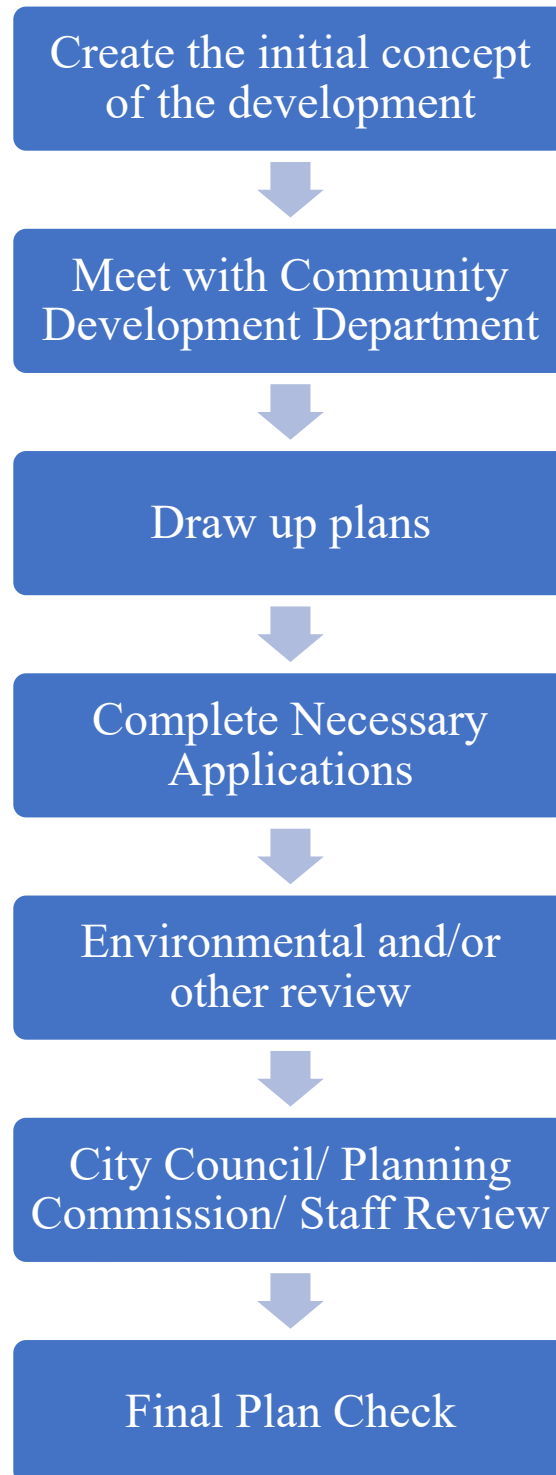 Create the initial concept
of the development
Meet with Community
Development Department
Draw up plans
Complete Necessary
Applications
Environmental and/or
other review
City Council/ Planning
Commission/ Staff Review
Final Plan Check